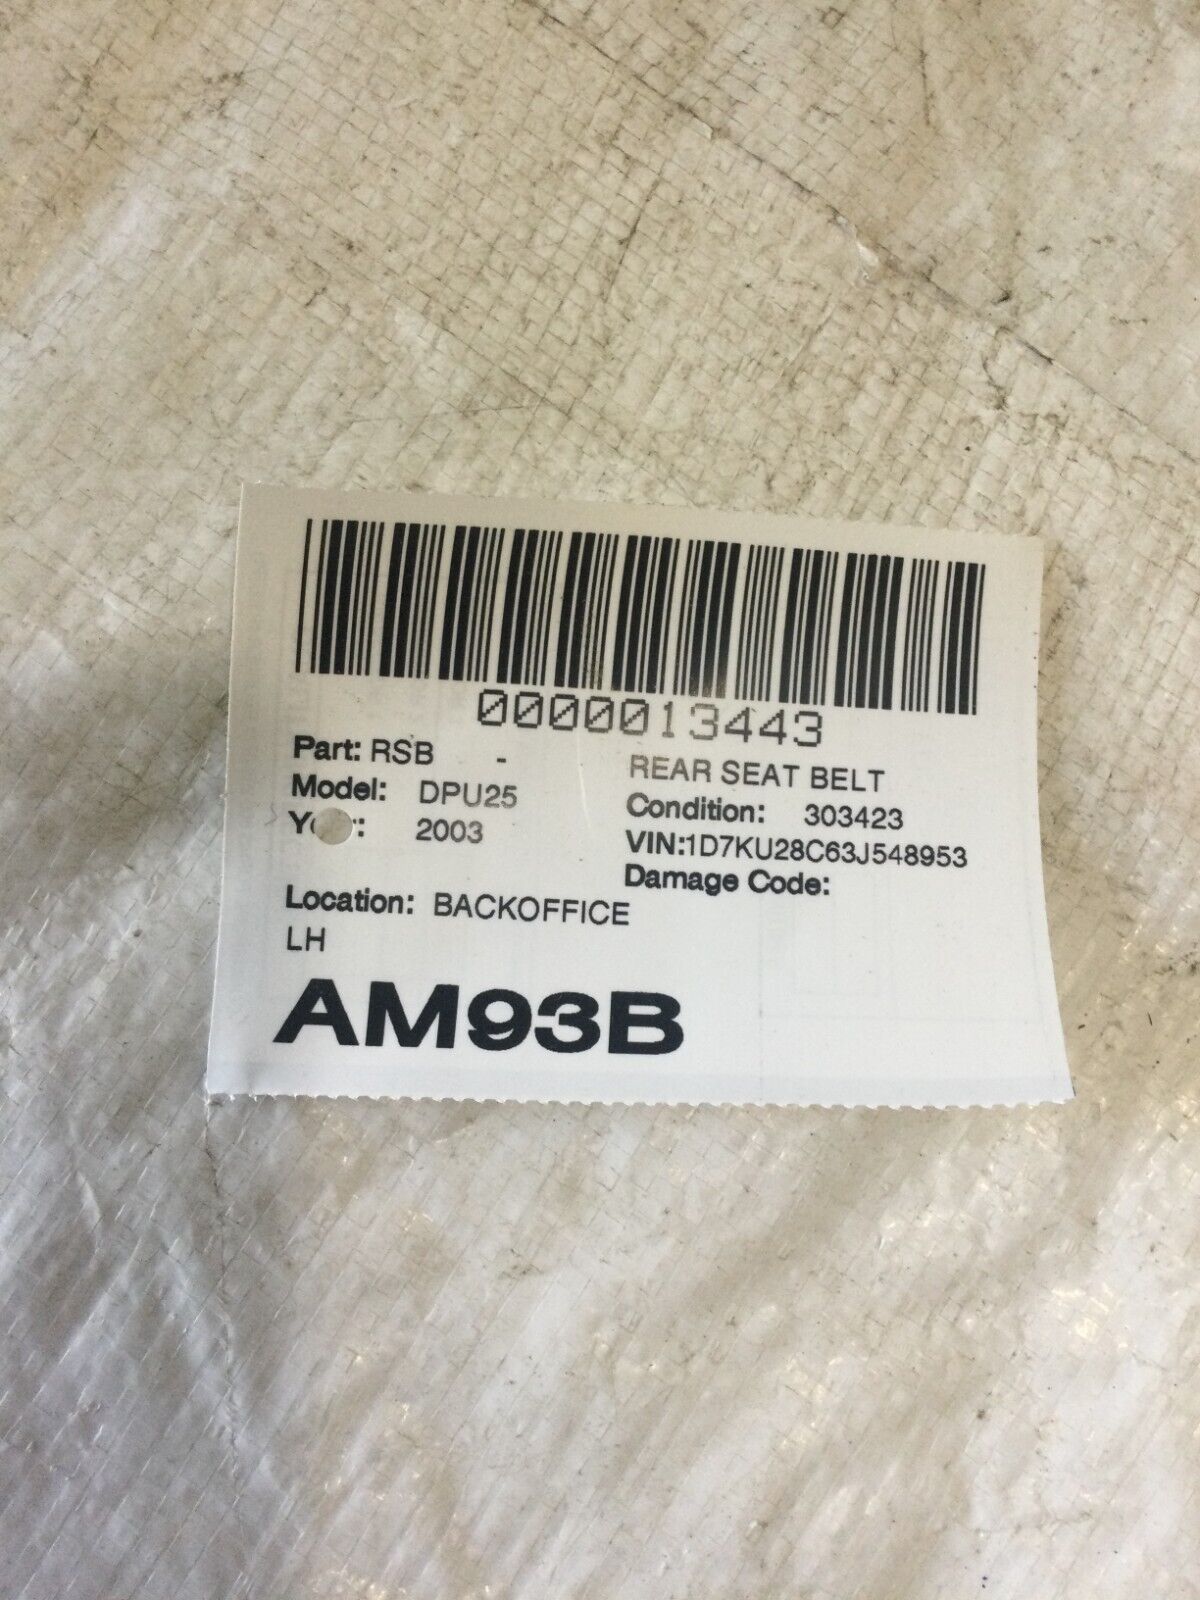 0000013443
Part: RSB - REAR SEAT BELT
Model: DPU25 Condition: 303423
2003 VIN:1D7KU28C63J548953
Damage Code:
Location: BACKOFFICE
LH
AM93B